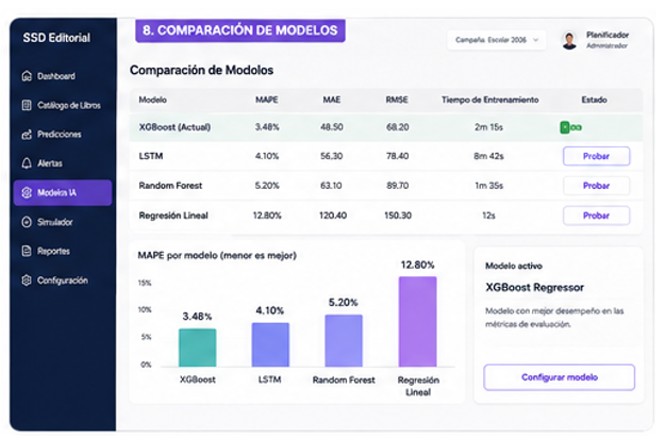 SSD Editorial
8. COMPARACIÓN DE MODELOS
Campaña Escolar 2026
Planificador
Administrador
Dashboard
Catálogo de Libros
Predicciones
Alertas
Modelos IA
Simulador
Reportes
Configuración
Comparación de Modolos
Modelo MAPE MAE RMSE Tiempo de Entrenamiento Estado
XGBoost (Actual) 3.48% 48.50 68.20 2m 15s
LSTM 4.10% 56.30 78.40 8m 42s Probar
Random Forest 5.20% 63.10 89.70 1m 35s Probar
Regresión Lineal 12.80% 120.40 150.30 12s Probar
MAPE por modelo (menor es mejor)
15%
10%
5%
0%
3.48%
4.10%
5.20%
12.80%
XGBoost
LSTM
Random Forest
Regresión
Lineal
Modelo activo
XGBoost Regressor
Modelo con mejor desempeño en las
métricas de evaluación.
Configurar modelo